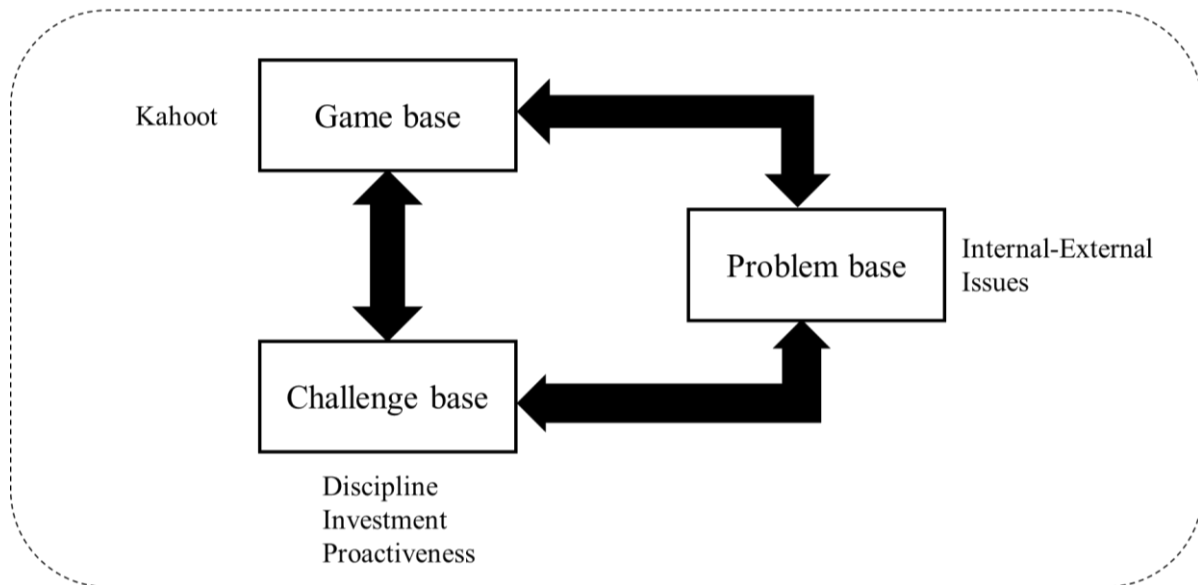 Kahoot
Game base
Problem base
Internal-External
Issues
Challenge base
Discipline
Investment
Proactiveness